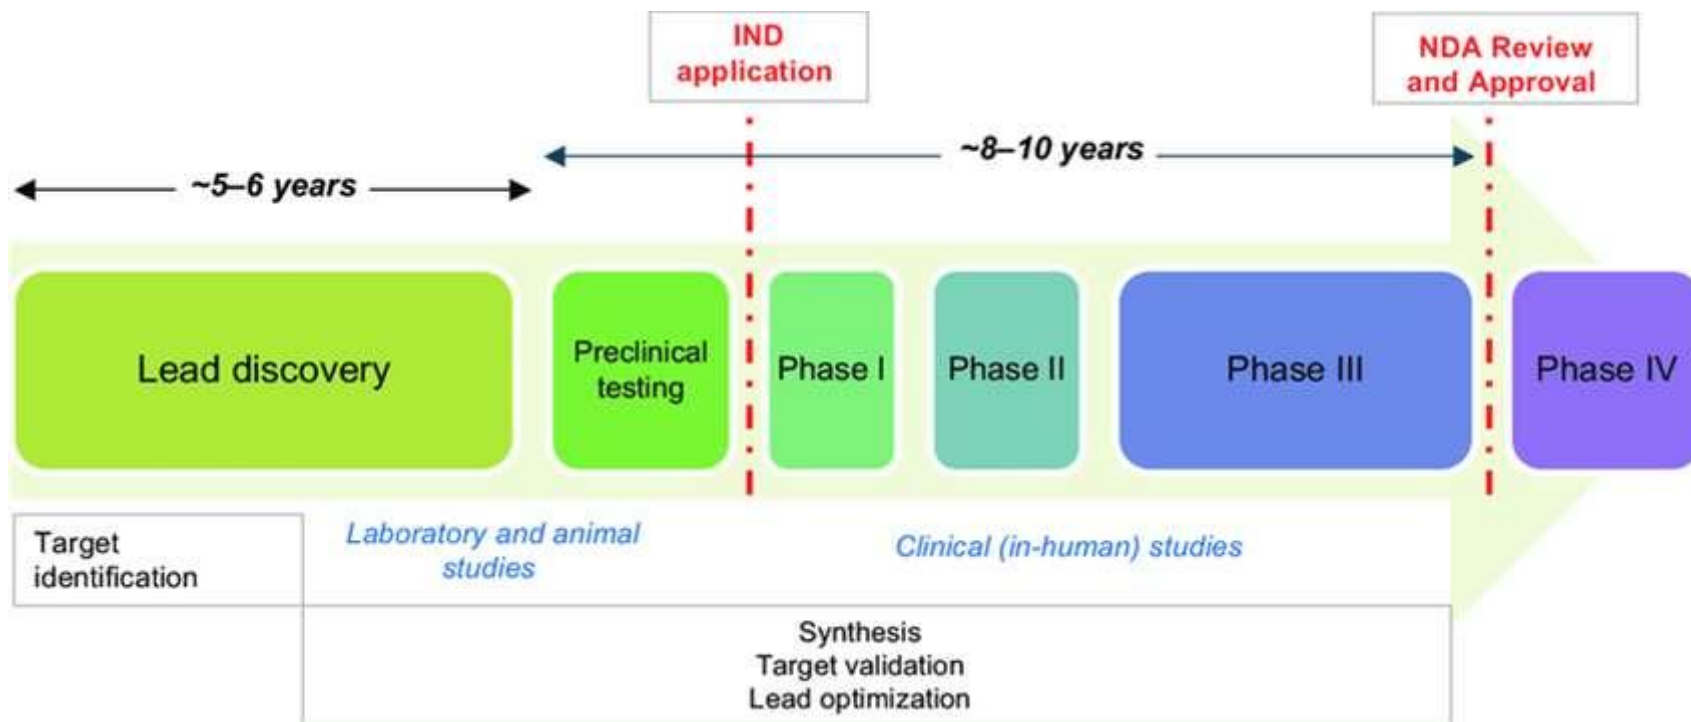 IND
application
NDA Review
and Approval
~8–10 years
~5–6 years
Lead discovery
Preclinical
testing
Phase I
Phase II
Phase III
Phase IV
Target
identification
Laboratory and animal
studies
Clinical (in-human) studies
Synthesis
Target validation
Lead optimization